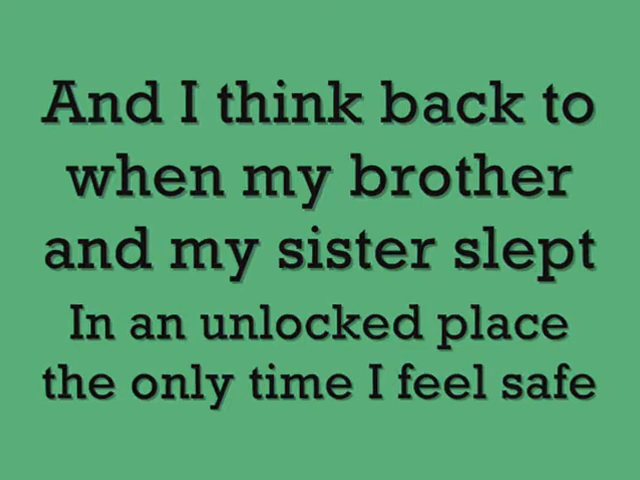 And I think back to
when my brother
and my sister slept
In an unlocked place
the only time I feel safe